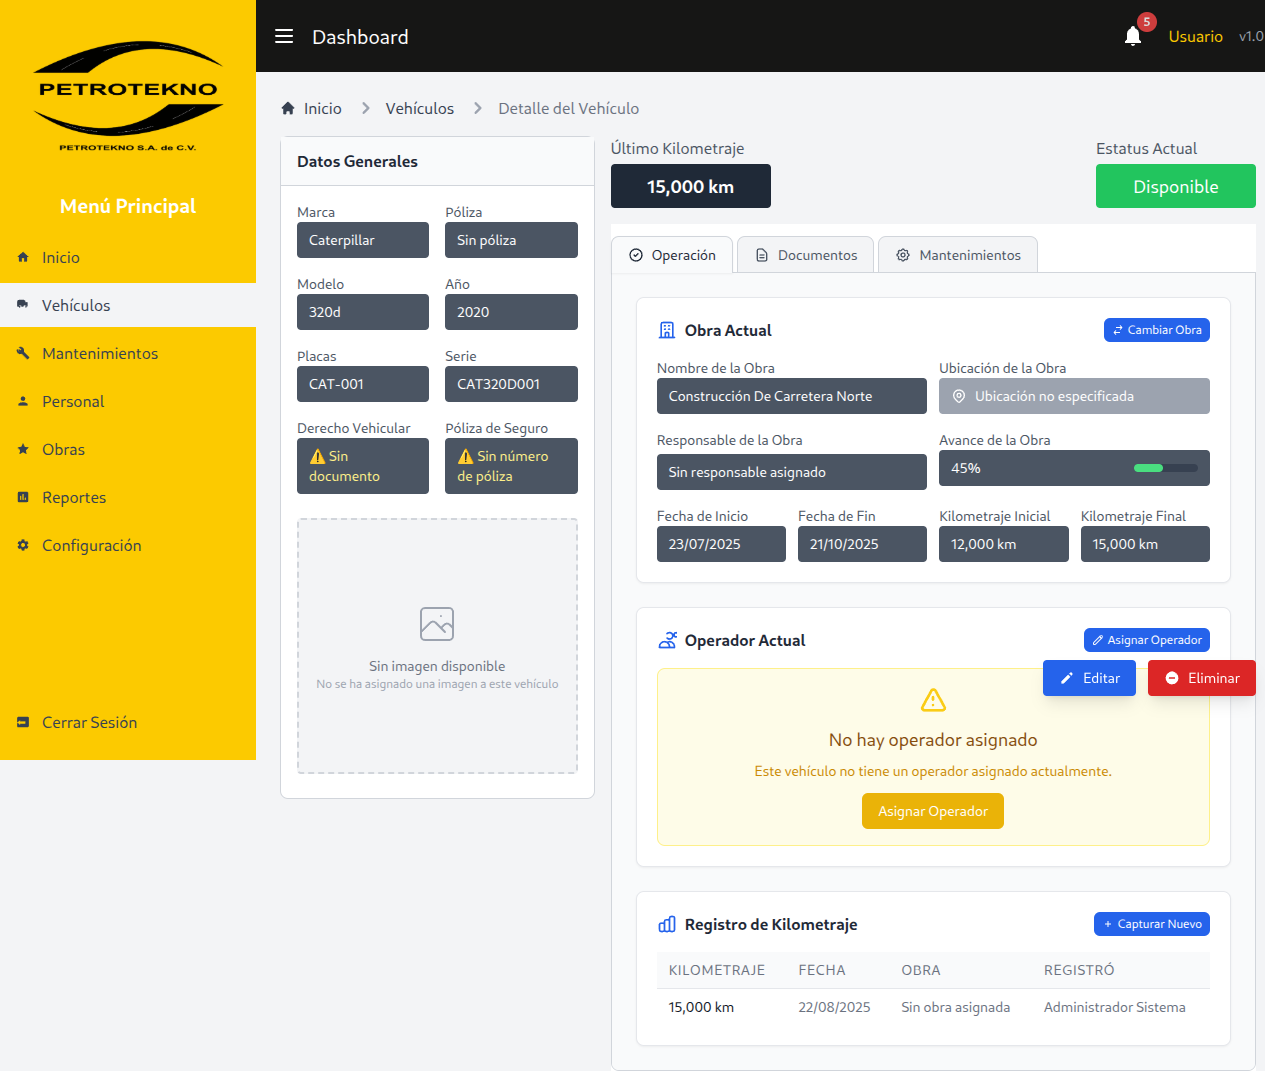 PETROTEKNO
PETROTEKNO S.A. de C.V.
Menú Principal
Inicio
Vehículos
Mantenimientos
Personal
Obras
Reportes
Configuración
Cerrar Sesión
Dashboard
5
Usuario
v1.0
Inicio
Vehículos
Detalle del Vehículo
Datos Generales
Marca
Póliza
Caterpillar
Sin póliza
Modelo
Año
320d
2020
Placas
Serie
CAT-001
CAT320D001
Derecho Vehicular
Póliza de Seguro
Sin documento
Sin número de póliza
Sin imagen disponible
No se ha asignado una imagen a este vehículo
Último Kilometraje
15,000 km
Estatus Actual
Disponible
Operación
Documentos
Mantenimientos
Obra Actual
Cambiar Obra
Nombre de la Obra
Ubicación de la Obra
Construcción De Carretera Norte
Ubicación no especificada
Responsable de la Obra
Avance de la Obra
Sin responsable asignado
45%
Fecha de Inicio
Fecha de Fin
Kilometraje Inicial
Kilometraje Final
23/07/2025
21/10/2025
12,000 km
15,000 km
Operador Actual
Asignar Operador
Editar
Eliminar
No hay operador asignado
Este vehículo no tiene un operador asignado actualmente.
Asignar Operador
Registro de Kilometraje
+ Capturar Nuevo
KILOMETRAJE FECHA OBRA REGISTRÓ
15,000 km 22/08/2025 Sin obra asignada Administrador Sistema